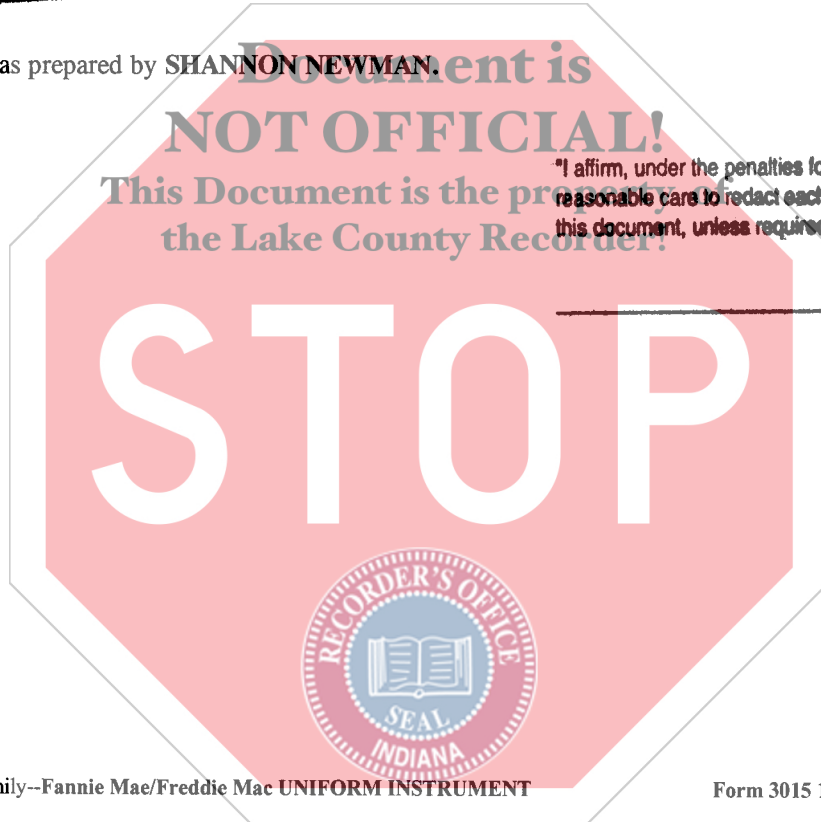 as prepared by SHANNON NEWMAN.
Document is
NOT OFFICIAL!
This Document is the property of
the Lake County Recorder!
"I affirm, under the penalties fo
reasonable care to redact each
this document, unless require
STOP
RECORDER'S OFFICE
SEAL
INDIANA
ily--Fannie Mae/Freddie Mac UNIFORM INSTRUMENT
Form 3015 1